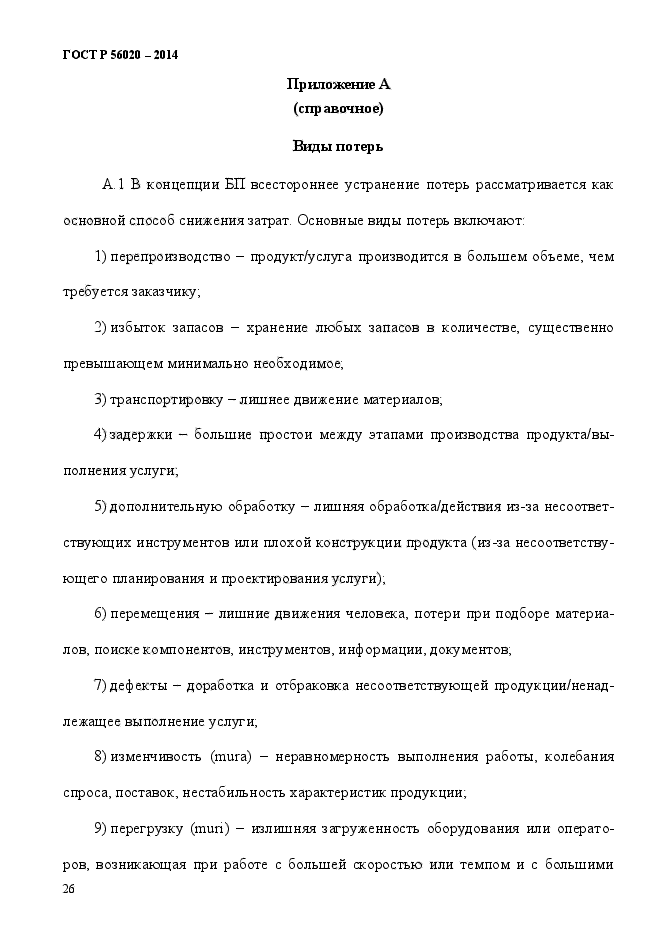 ГОСТ Р 56020 – 2014
Приложение А
(справочное)
Виды потерь
А.1 В концепции БП всестороннее устранение потерь рассматривается как
основной способ снижения затрат. Основные виды потерь включают:
1) перепроизводство – продукт/услуга производится в большем объеме, чем
требуется заказчику;
2) избыток запасов – хранение любых запасов в количестве, существенно
превышающем минимально необходимое;
3) транспортировку – лишнее движение материалов;
4) задержки – большие простои между этапами производства продукта/вы-
полнения услуги;
5) дополнительную обработку – лишняя обработка/действия из-за несоответ-
ствующих инструментов или плохой конструкции продукта (из-за несоответству-
ющего планирования и проектирования услуги);
6) перемещения – лишние движения человека, потери при подборе материа-
лов, поиске компонентов, инструментов, информации, документов;
7) дефекты – доработка и отбраковка несоответствующей продукции/ненад-
лежащее выполнение услуги;
8) изменчивость (mura) – неравномерность выполнения работы, колебания
спроса, поставок, нестабильность характеристик продукции;
9) перегрузку (muri) – излишняя загруженность оборудования или операто-
ров, возникающая при работе с большей скоростью или темпом и с большими
26